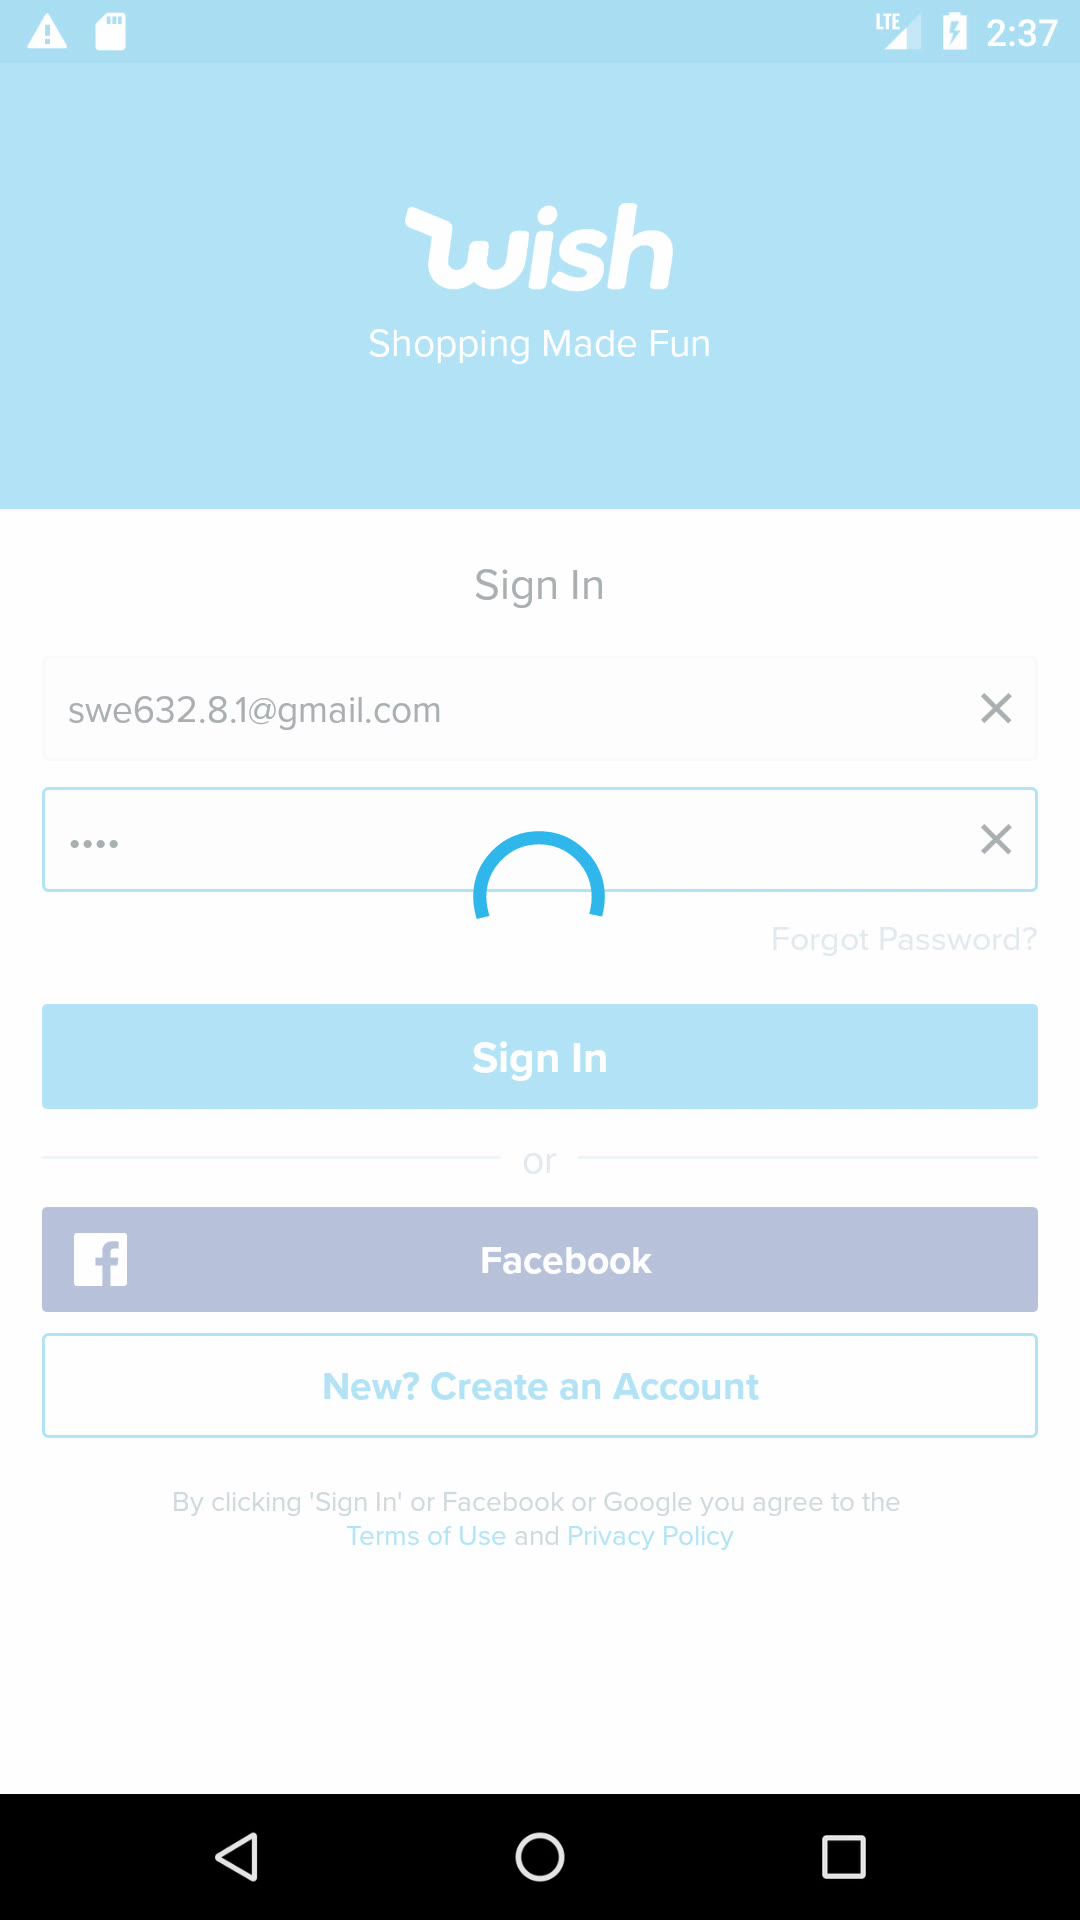 LTE 2:37
wish
Shopping Made Fun
Sign In
swe632.8.1@gmail.com
••••
Forgot Password?
Sign In
or
Facebook
New? Create an Account
By clicking 'Sign In' or Facebook or Google you agree to the
Terms of Use and Privacy Policy